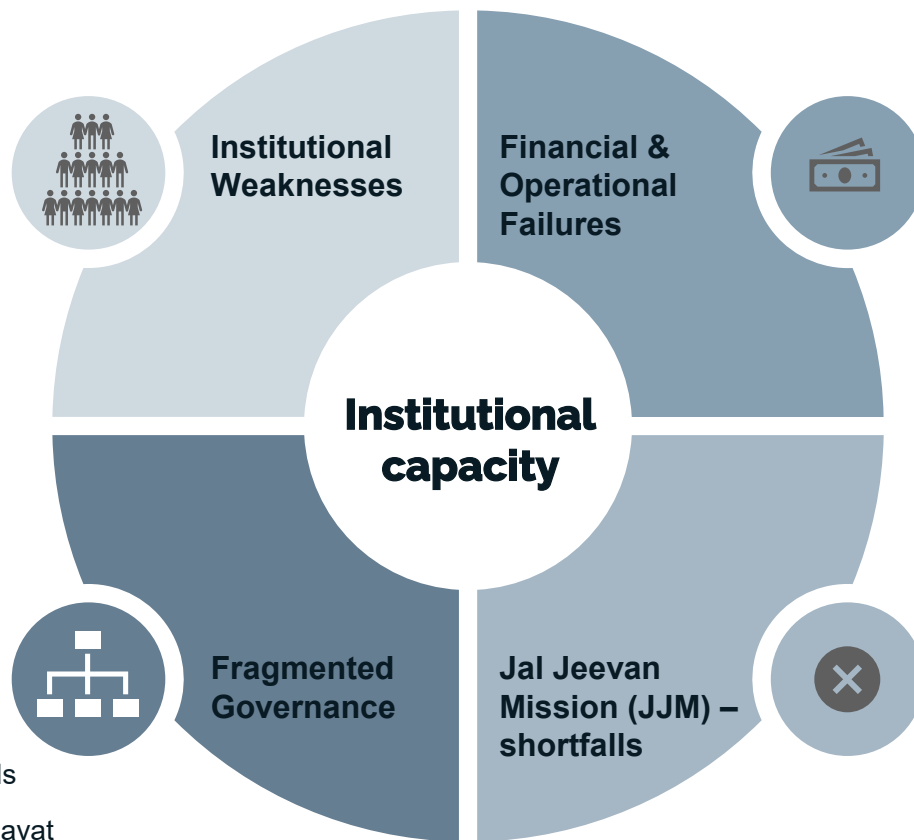 Institutional
Weaknesses
Financial &
Operational
Failures
Institutional
capacity
Fragmented
Governance
Jal Jeevan
Mission (JJM) –
shortfalls